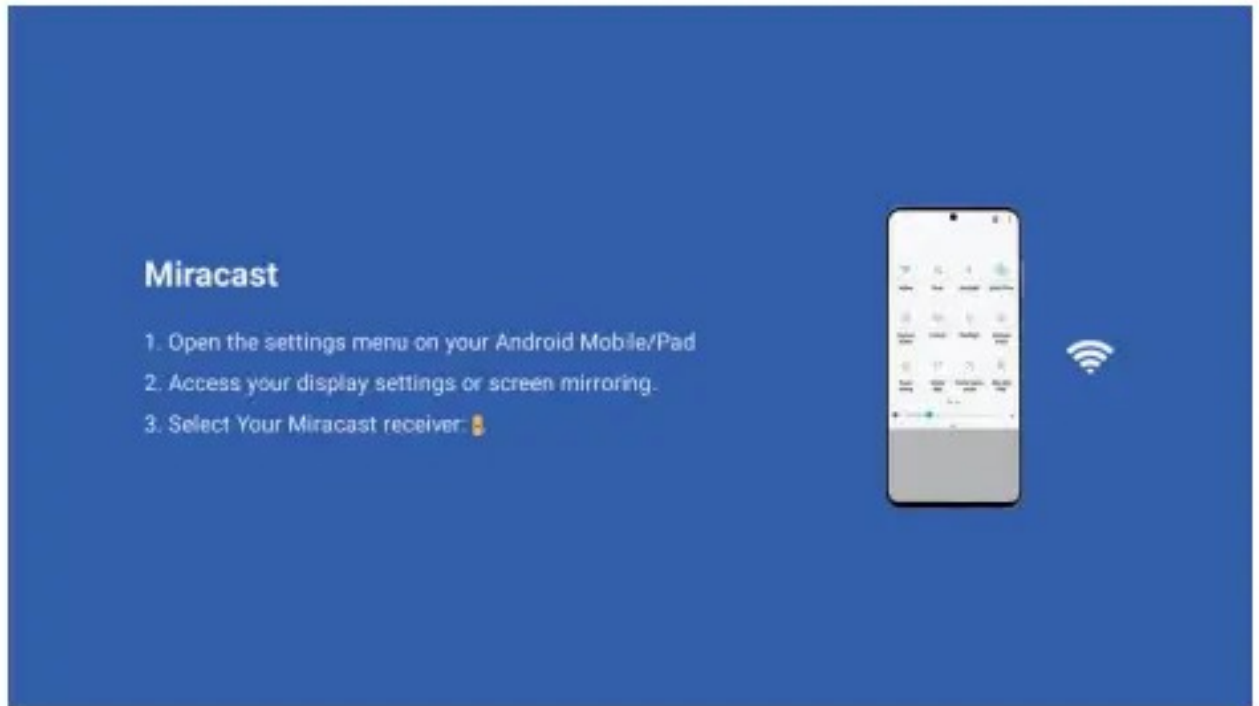 Miracast
1. Open the settings menu on your Android Mobile/Pad
2. Access your display settings or screen mirroring.
3. Select Your Miracast receiver: